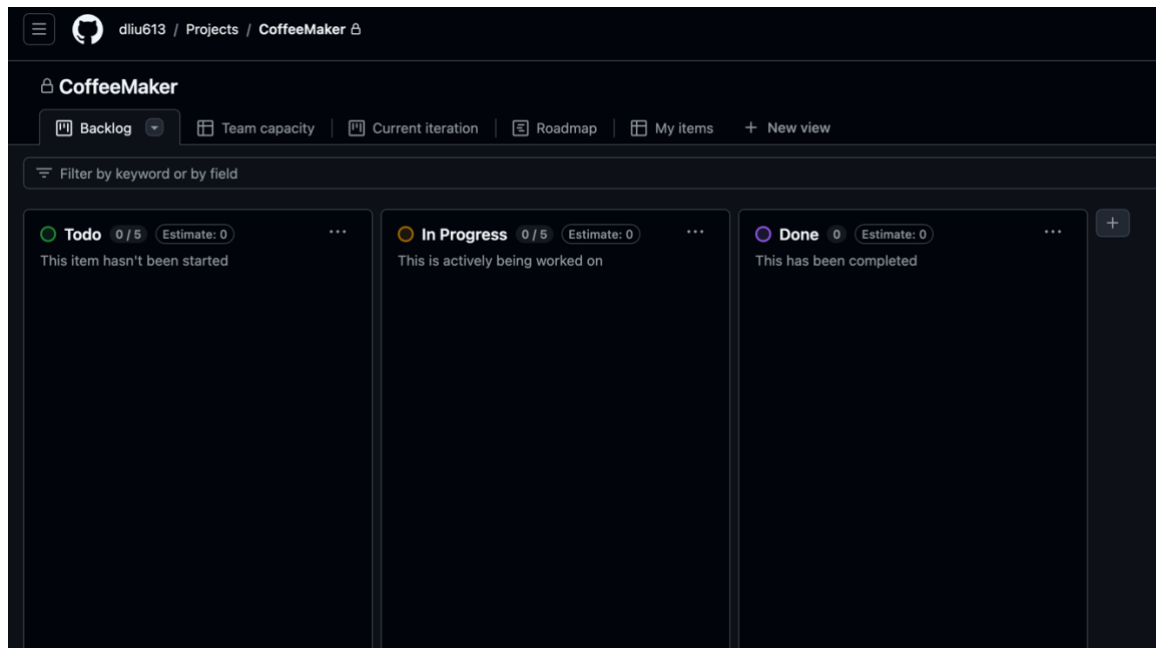 dliu613 / Projects / CoffeeMaker
CoffeeMaker
Backlog Team capacity Current iteration Roadmap My items + New view
Filter by keyword or by field
Todo 0 / 5 Estimate: 0 ... In Progress 0 / 5 Estimate: 0 ... Done 0 Estimate: 0 ... +
This item hasn't been started This is actively being worked on This has been completed